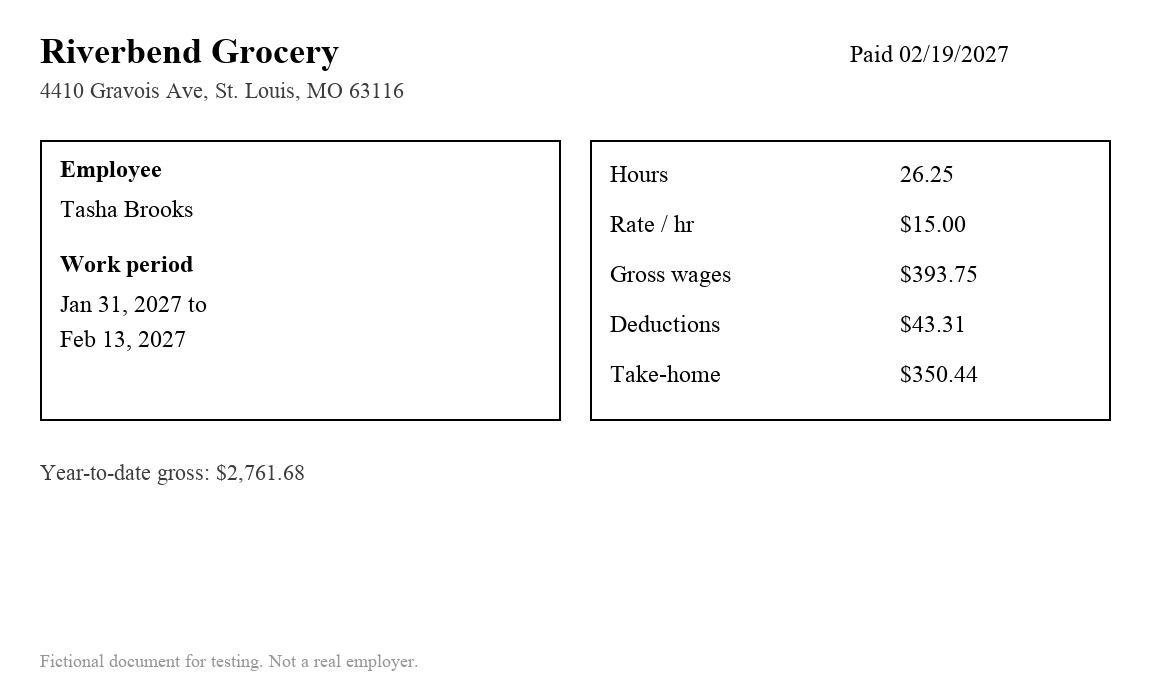 Riverbend Grocery
Paid 02/19/2027
4410 Gravois Ave, St. Louis, MO 63116
Employee
Tasha Brooks
Work period
Jan 31, 2027 to
Feb 13, 2027
Hours 26.25
Rate / hr $15.00
Gross wages $393.75
Deductions $43.31
Take-home $350.44
Year-to-date gross: $2,761.68
Fictional document for testing. Not a real employer.